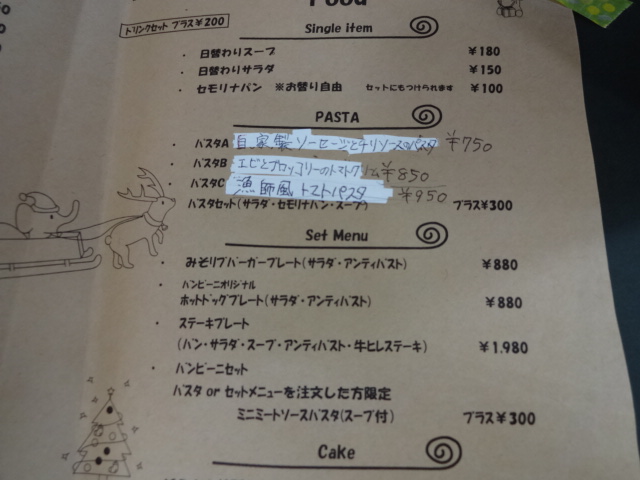 Food
ドリンクセット プラス¥200
Single item
・日替わりスープ ¥180
・日替わりサラダ ¥150
・セモリナパン ※お替り自由 セットにもつけられます ¥100
PASTA
・パスタA 自家製ソーセージとチリソースのパスタ ¥750
・パスタB エビとブロッコリーのトマトクリーム ¥850
・パスタC 漁師風トマトパスタ ¥950
パスタセット(サラダ・セモリナパン・スープ) プラス¥300
Set Menu
・みそリブバーガープレート(サラダ・アンティパスト) ¥880
・バンビーニオリジナル
ホットドッグプレート(サラダ・アンティパスト) ¥880
・ステーキプレート
(パン・サラダ・スープ・アンティパスト・牛ヒレステーキ) ¥1.980
・バンビーニセット
パスタ or セットメニューを注文した方限定
ミニミートソースパスタ(スープ付) プラス¥300
Cake